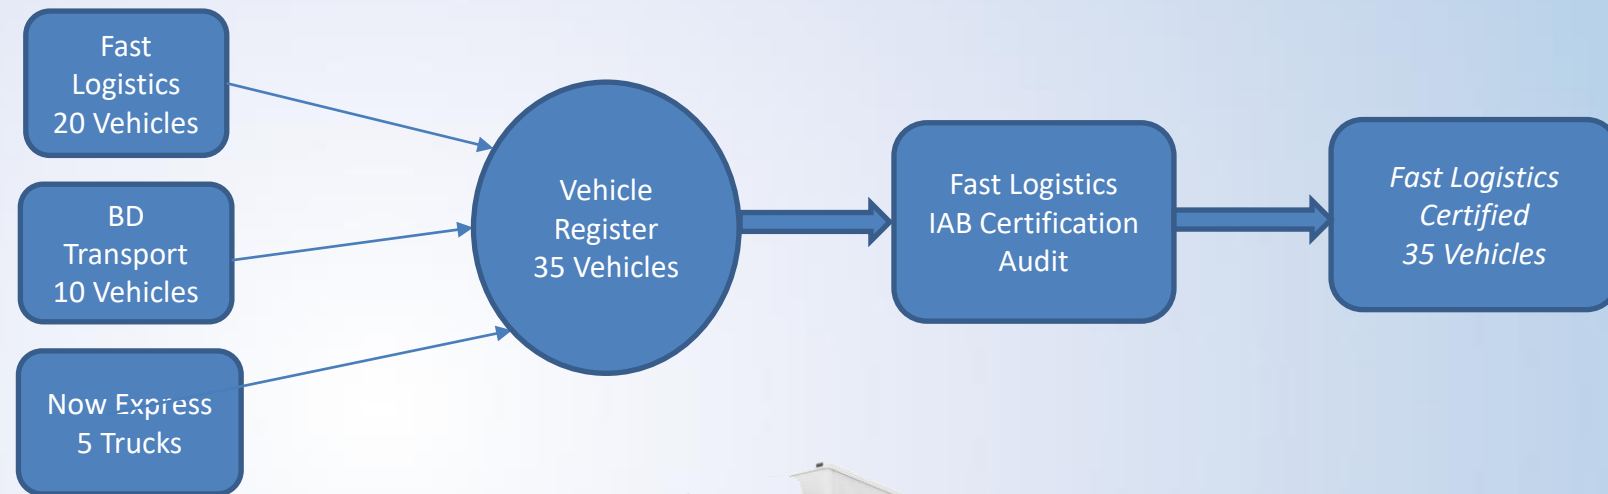 Fast
Logistics
20 Vehicles
BD
Transport
10 Vehicles
Now Express
5 Trucks
Vehicle
Register
35 Vehicles
Fast Logistics
IAB Certification
Audit
Fast Logistics
Certified
35 Vehicles